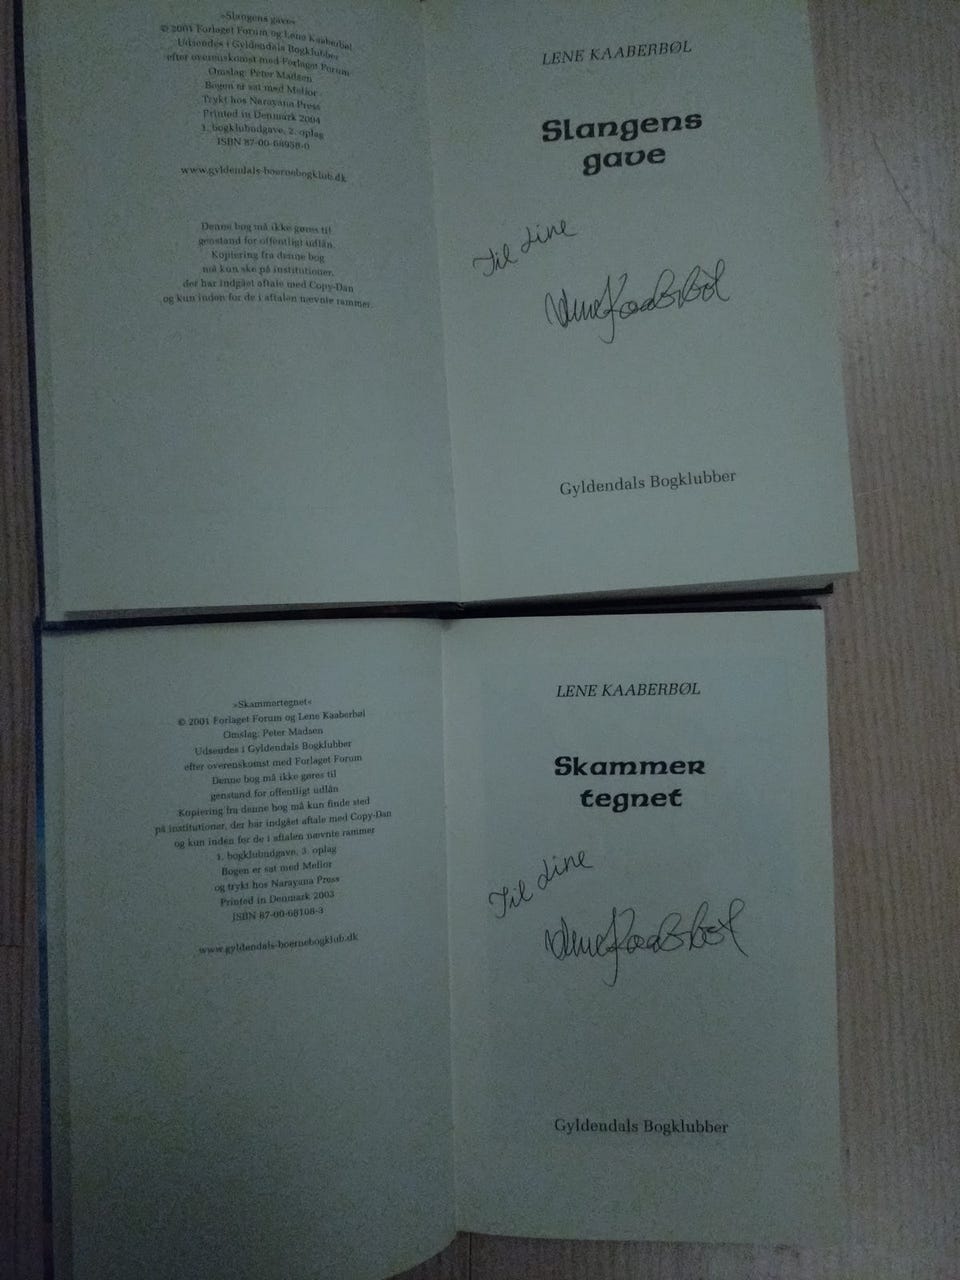 »Slangens gave«
© 2001 Forlaget Forum og Lene Kaaberbøl
Udsendes i Gyldendals Bogklubber
efter overenskomst med Forlaget Forum
Omslag: Peter Madsen
Bogen er sat med Melior
Trykt hos Narayana Press
Printed in Denmark 2004
1. bogklubudgave, 2. oplag
ISBN 87-00-68958-0
www.gyldendals-boernebogklub.dk
Denne bog må ikke gøres til
genstand for offentligt udlån.
Kopiering fra denne bog
må kun ske på institutioner,
der har indgået aftale med Copy-Dan
og kun inden for de i aftalen nævnte rammer.
LENE KAABERBØL
Slangens
gave
Til Line
Lene Kaaberbøl
Gyldendals Bogklubber
»Skammertegnet«
© 2001 Forlaget Forum og Lene Kaaberbøl
Omslag: Peter Madsen
Udsendes i Gyldendals Bogklubber
efter overenskomst med Forlaget Forum
Denne bog må ikke gøres til
genstand for offentligt udlån
Kopiering fra denne bog må kun finde sted
på institutioner, der har indgået aftale med Copy-Dan
og kun inden for de i aftalen nævnte rammer
1. bogklubudgave, 3. oplag
Bogen er sat med Melior
og trykt hos Narayana Press
Printed in Denmark 2003
ISBN 87-00-68108-3
www.gyldendals-boernebogklub.dk
LENE KAABERBØL
Skammer
tegnet
Til Line
Lene Kaaberbøl
Gyldendals Bogklubber